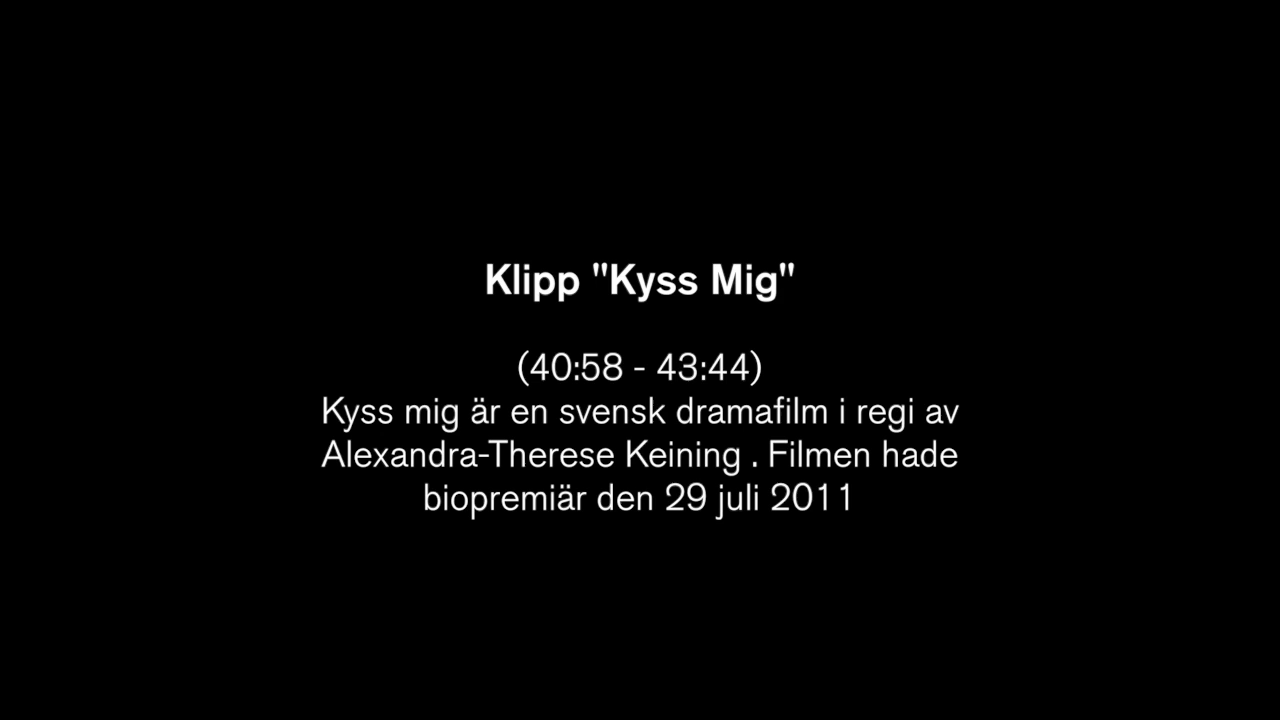 Klipp "Kyss Mig"
(40:58 - 43:44)
Kyss mig är en svensk dramafilm i regi av
Alexandra-Therese Keining . Filmen hade
biopremiär den 29 juli 2011